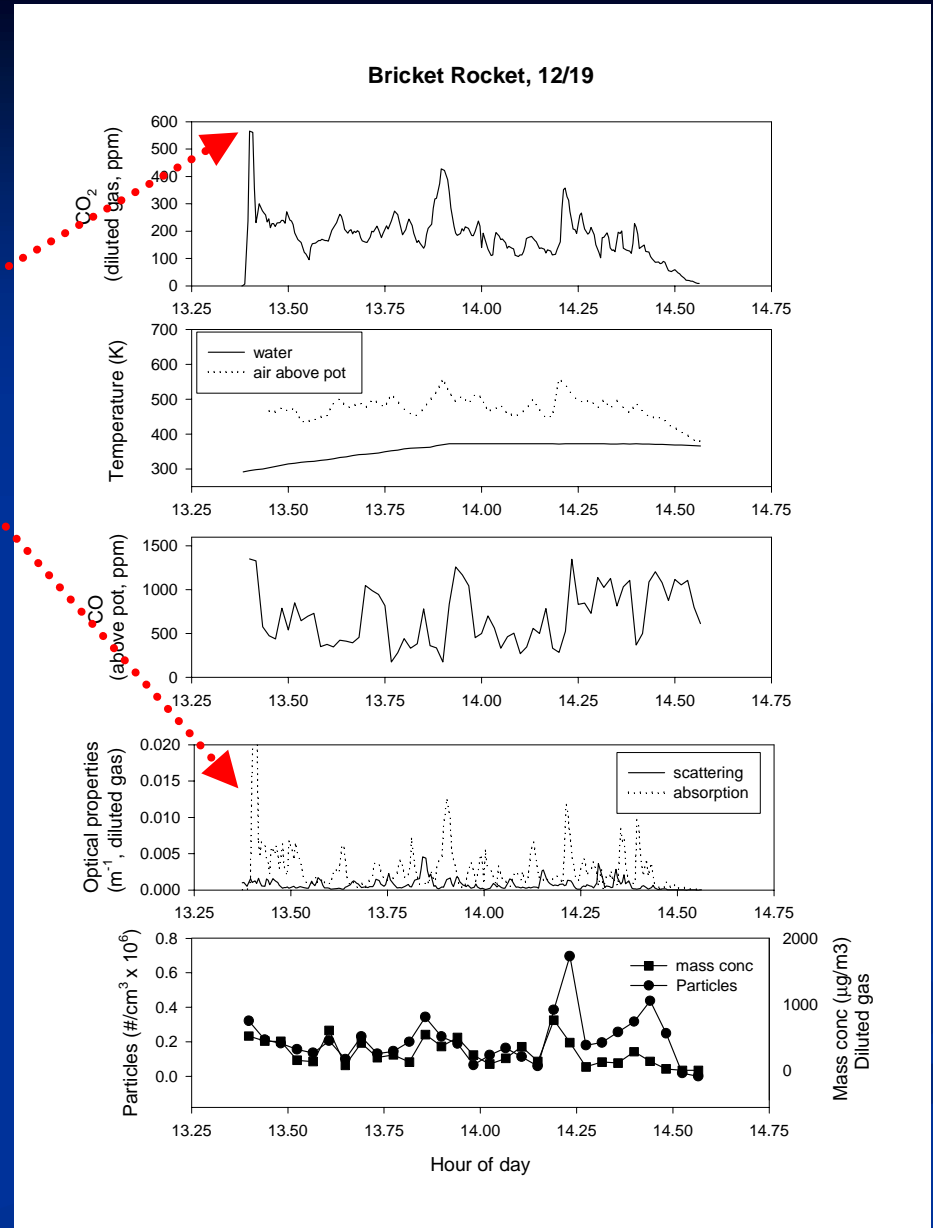 Bricket Rocket, 12/19
CO2
(diluted gas, ppm)
600
500
400
300
200
100
0
13.25 13.50 13.75 14.00 14.25 14.50 14.75
Temperature (K)
700
600
500
400
300
water
air above pot
13.25 13.50 13.75 14.00 14.25 14.50 14.75
CO
(above pot, ppm)
1500
1000
500
0
13.25 13.50 13.75 14.00 14.25 14.50 14.75
Optical properties
(m-1, diluted gas)
0.020
0.015
0.010
0.005
0.000
scattering
absorption
13.25 13.50 13.75 14.00 14.25 14.50 14.75
Particles (#/cm3 x 106)
0.8
0.6
0.4
0.2
0.0
mass conc
Particles
2000
1000
0
Mass conc (μg/m3)
Diluted gas
13.25 13.50 13.75 14.00 14.25 14.50 14.75
Hour of day